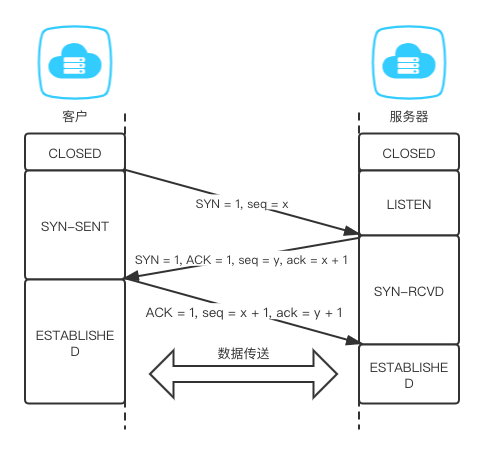 客户
服务器
CLOSED
CLOSED
SYN = 1, seq = x
LISTEN
SYN-SENT
SYN = 1, ACK = 1, seq = y, ack = x + 1
SYN-RCVD
ACK = 1, seq = x + 1, ack = y + 1
ESTABLISHE
D
数据传送
ESTABLISHE
D